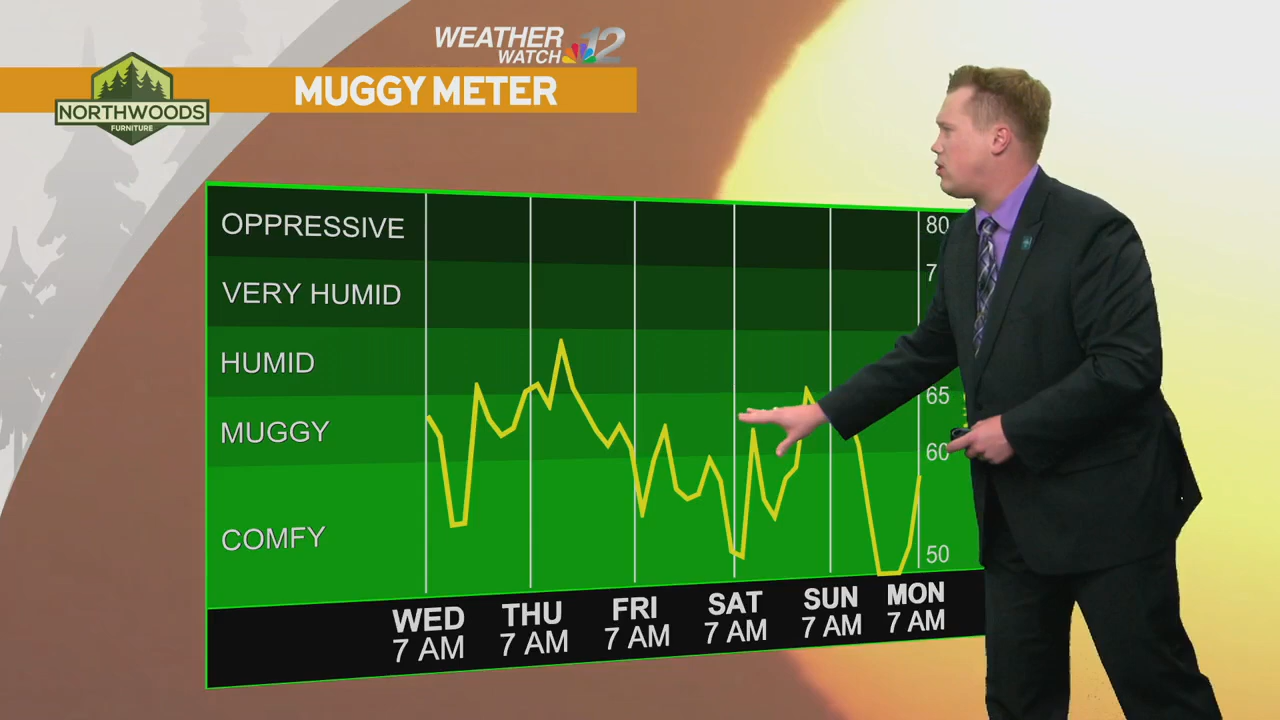 WEATHER
WATCH 12
MUGGY METER
NORTHWOODS
FURNITURE
OPPRESSIVE
VERY HUMID
HUMID
MUGGY
COMFY
80
65
60
50
WED THU FRI SAT SUN MON
7 AM 7 AM 7 AM 7 AM 7 AM 7 AM